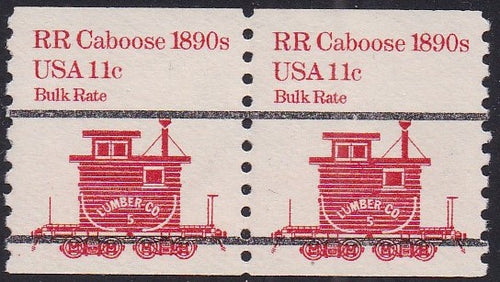 RR Caboose 1890s
USA 11c
Bulk Rate
LUMBER-CO.
5
RR Caboose 1890s
USA 11c
Bulk Rate
LUMBER-CO.
5